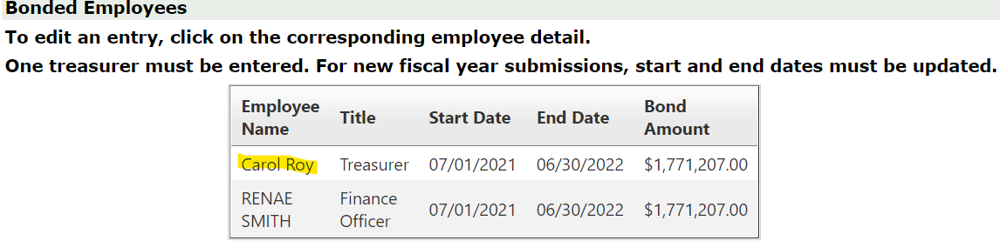 Bonded Employees
To edit an entry, click on the corresponding employee detail.
One treasurer must be entered. For new fiscal year submissions, start and end dates must be updated.
Employee Name Title Start Date End Date Bond Amount
Carol Roy Treasurer 07/01/2021 06/30/2022 $1,771,207.00
RENAE SMITH Finance Officer 07/01/2021 06/30/2022 $1,771,207.00